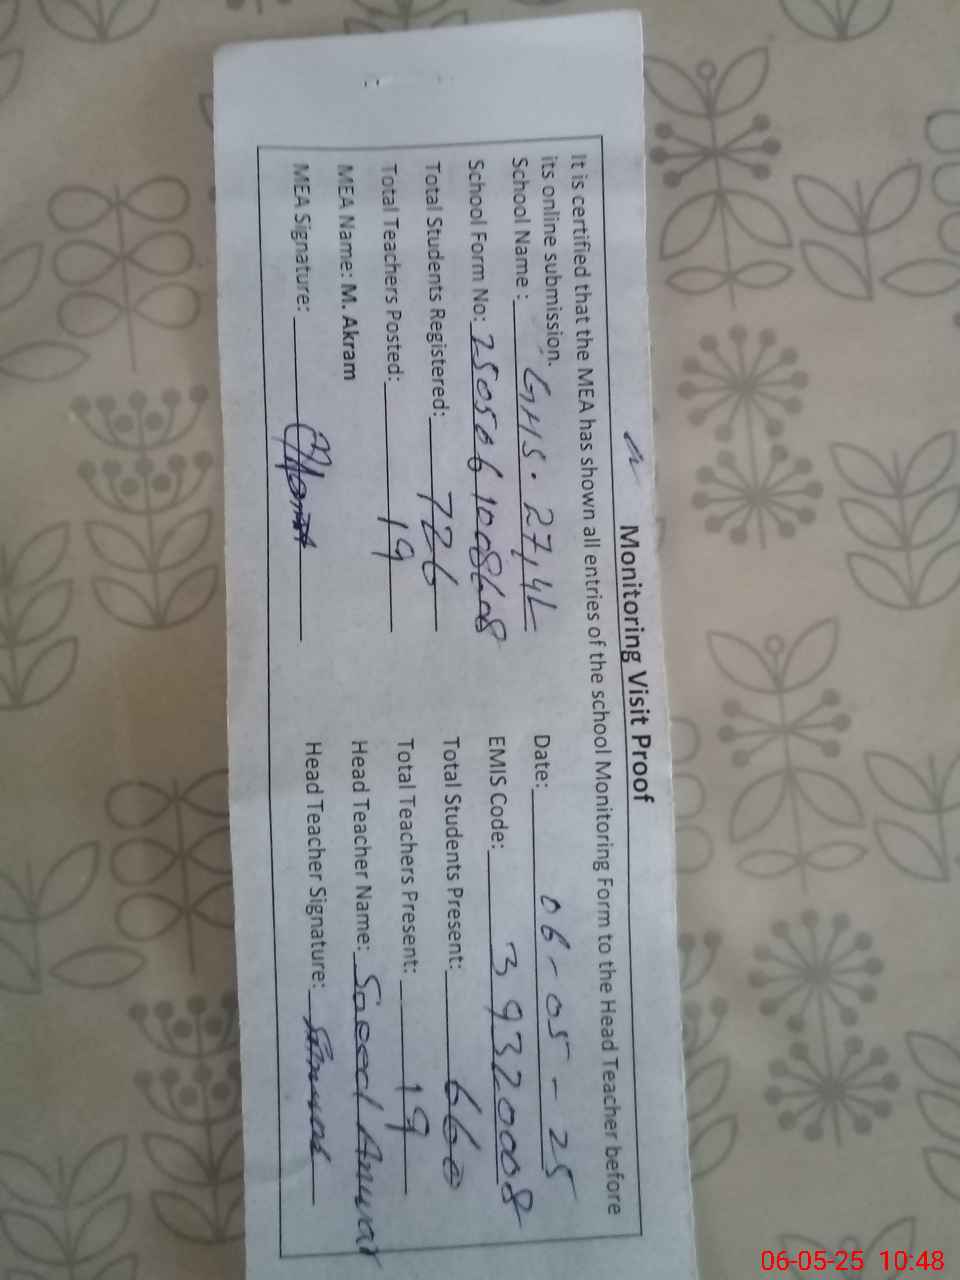 Monitoring Visit Proof
It is certified that the MEA has shown all entries of the school Monitoring Form to the Head Teacher before
its online submission.
School Name : GHS. 27,4L Date: 06-05-25
School Form No: EMIS Code: 39320008
Total Students Registered: 726 Total Students Present: 660
Total Teachers Posted: 19 Total Teachers Present: 19
MEA Name: M. Akram Head Teacher Name: Saeed Anwar
MEA Signature: Head Teacher Signature:
06-05-25 10:48